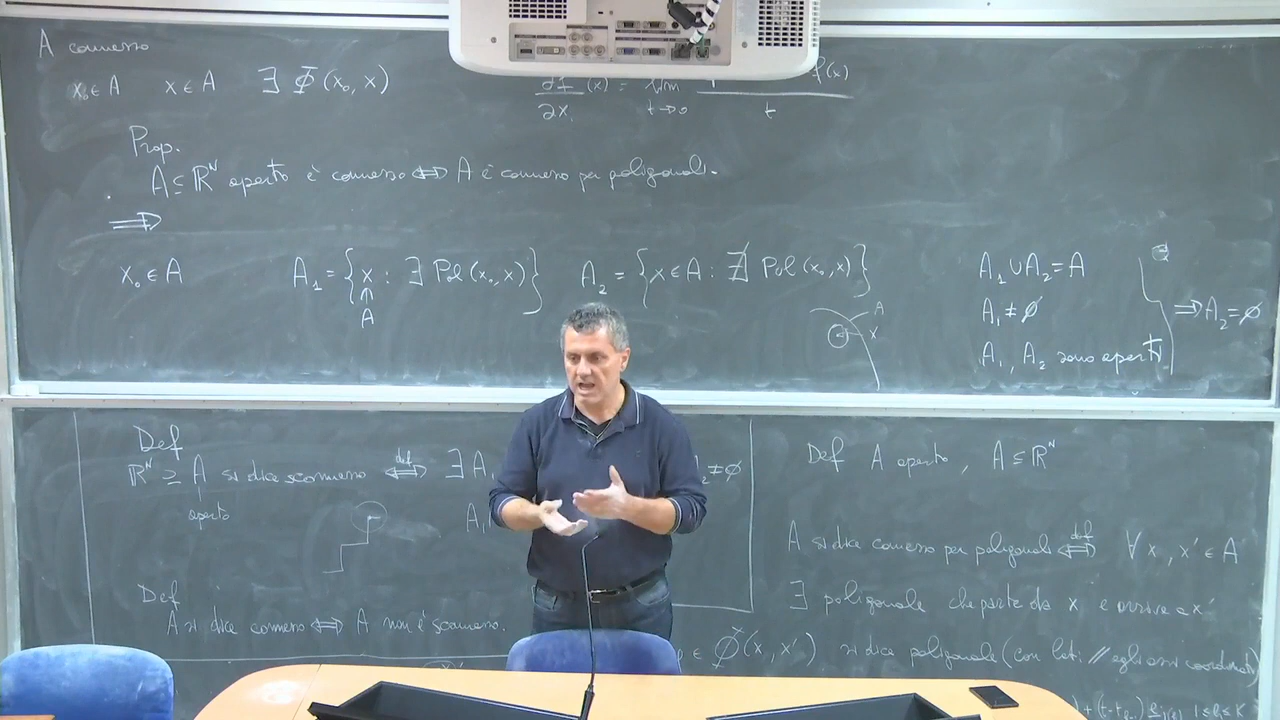 A connesso
x₀ ∈ A   x ∈ A   ∃ Φ(x₀, x)
∂f/∂xᵢ (x) = lim t→0 f(x) / t
Prop.
A ⊆ ℝᴺ aperto è connesso ⟺ A è connesso per poligonali.
⟹
x₀ ∈ A   A₁ = {x : ∃ Pol(x₀, x)}   A₂ = {x ∈ A : ∄ Pol(x₀, x)}   A₁ ∪ A₂ = A
⇑
A
A
x
A₁ ≠ ∅   ⟹ A₂ = ∅
A₁, A₂ sono aperti
Def
ℝᴺ ⊇ A si dice sconnesso ⟺ def ∃ A₁   ₂ ≠ ∅
aperto   A₁
Def
A si dice connesso ⟺ A non è sconnesso.
Def A aperto, A ⊆ ℝᴺ
A si dice connesso per poligonali ⟺ def ∀ x, x' ∈ A
∃ poligonale che parte da x e arriva a x'
∈ Φ(x, x') si dice poligonale (con lati // agli assi coordinati
) + (t - t